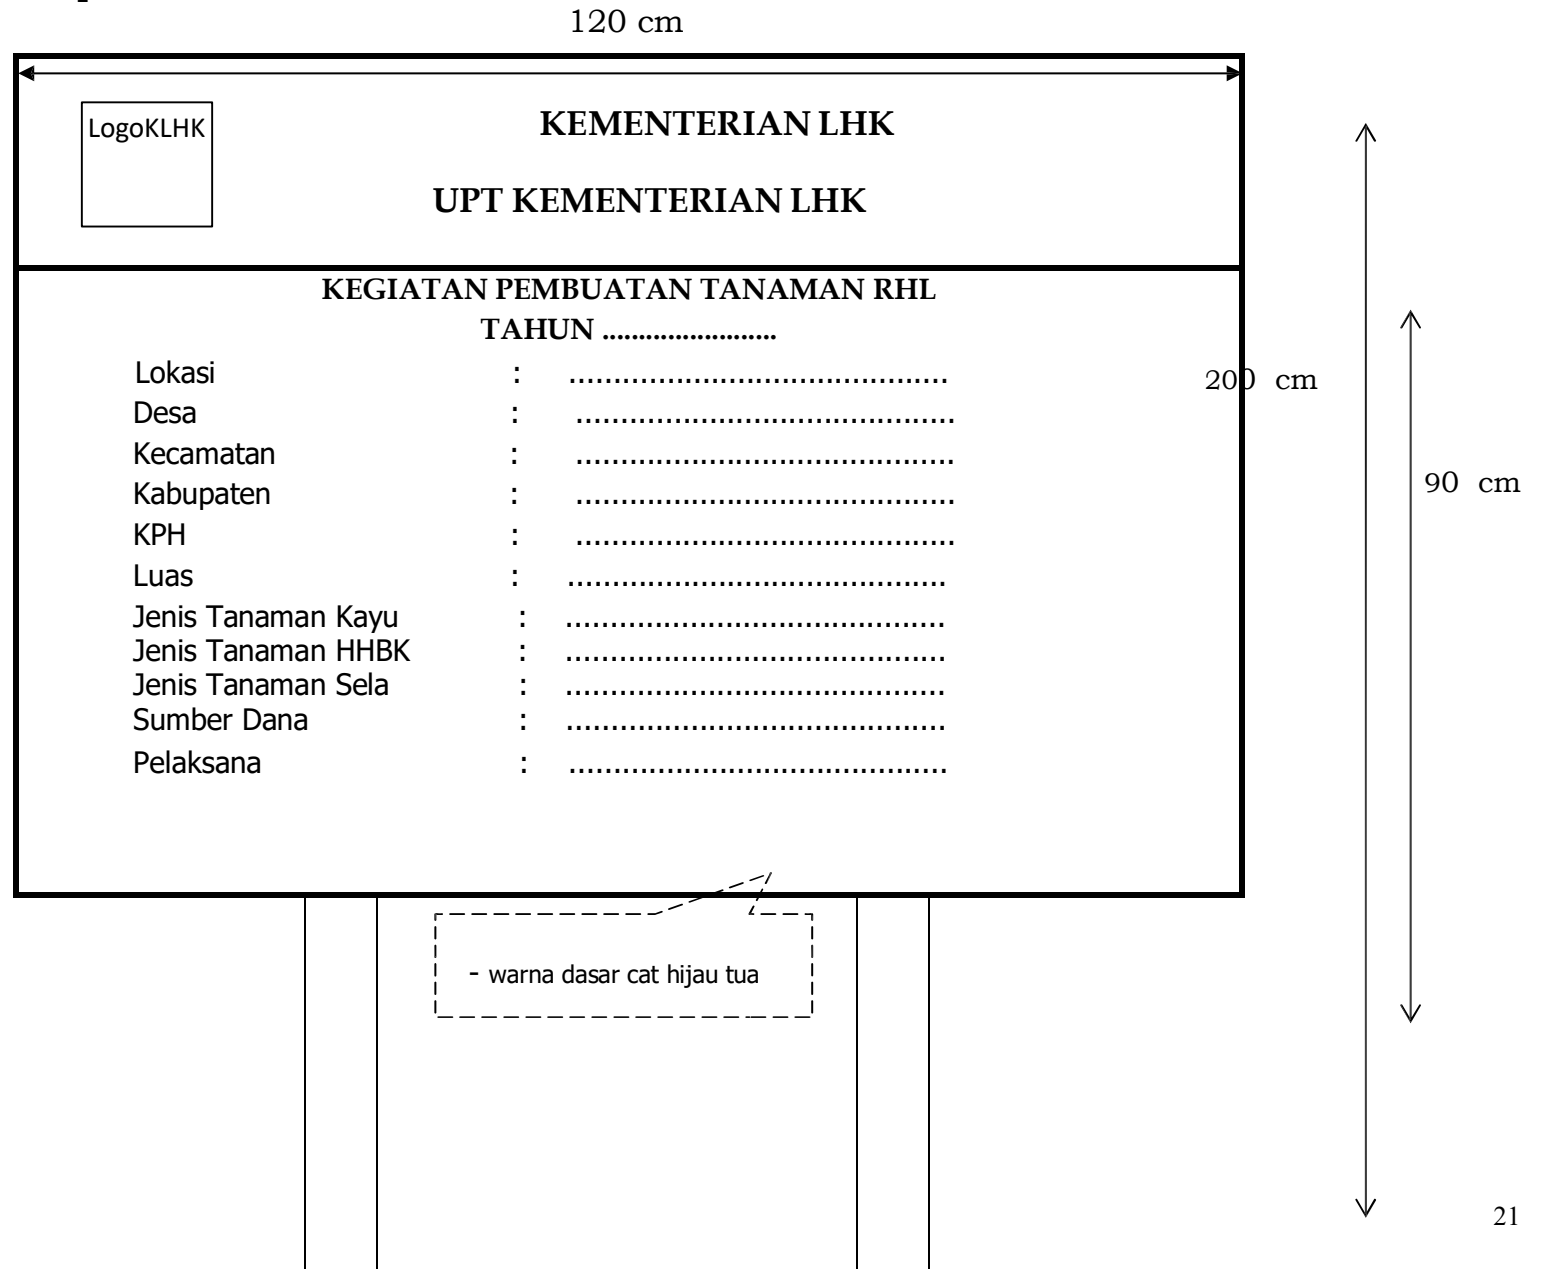 120 cm
LogoKLHK
KEMENTERIAN LHK
UPT KEMENTERIAN LHK
KEGIATAN PEMBUATAN TANAMAN RHL
TAHUN ........................
Lokasi : ..........................................
Desa : ..........................................
Kecamatan : ..........................................
Kabupaten : ..........................................
KPH : ..........................................
Luas : ..........................................
Jenis Tanaman Kayu : ..........................................
Jenis Tanaman HHBK : ..........................................
Jenis Tanaman Sela : ..........................................
Sumber Dana : ..........................................
Pelaksana : ..........................................
200 cm
90 cm
- warna dasar cat hijau tua
21